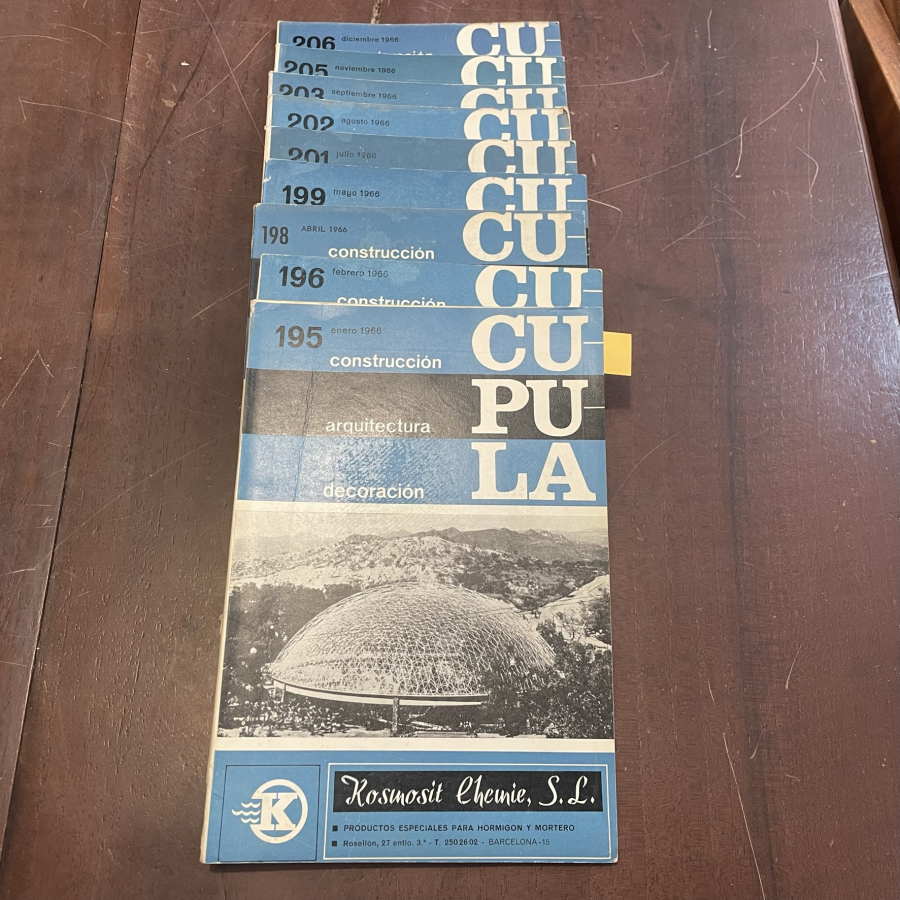 206 diciembre 1966 CU
205 noviembre 1966 CU
203 septiembre 1966 CU
202 agosto 1966 CU
201 julio 1966 CU
199 mayo 1966 CU
198 ABRIL 1966 CU
construcción
196 febrero 1966 CU
construcción
195 enero 1966 CU
construcción
arquitectura PU
decoración LA
K
Kosmosit Chemie, S. L.
■ PRODUCTOS ESPECIALES PARA HORMIGON Y MORTERO
■ Rosellón, 27 entlo. 3.ª - T. 250 26 02 - BARCELONA-15